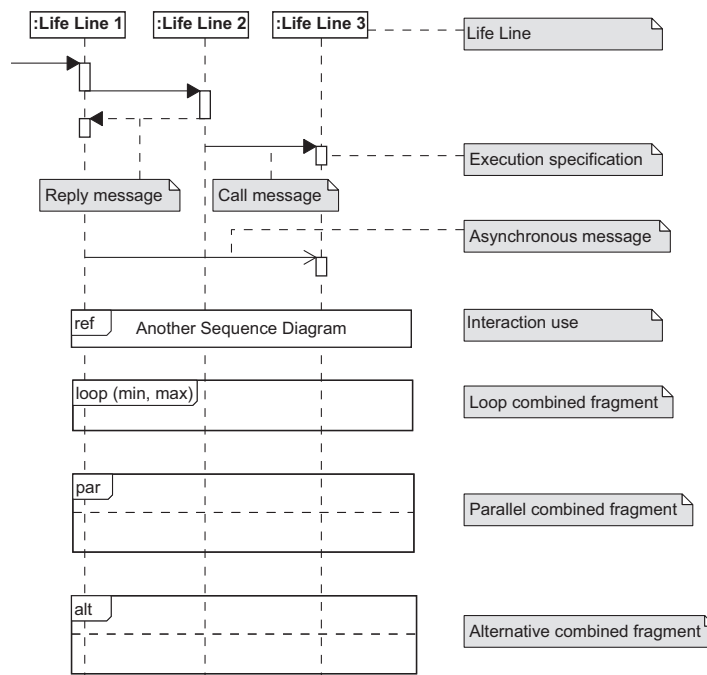 :Life Line 1 :Life Line 2 :Life Line 3
Life Line
Execution specification
Reply message
Call message
Asynchronous message
ref Another Sequence Diagram
Interaction use
loop (min, max)
Loop combined fragment
par
Parallel combined fragment
alt
Alternative combined fragment